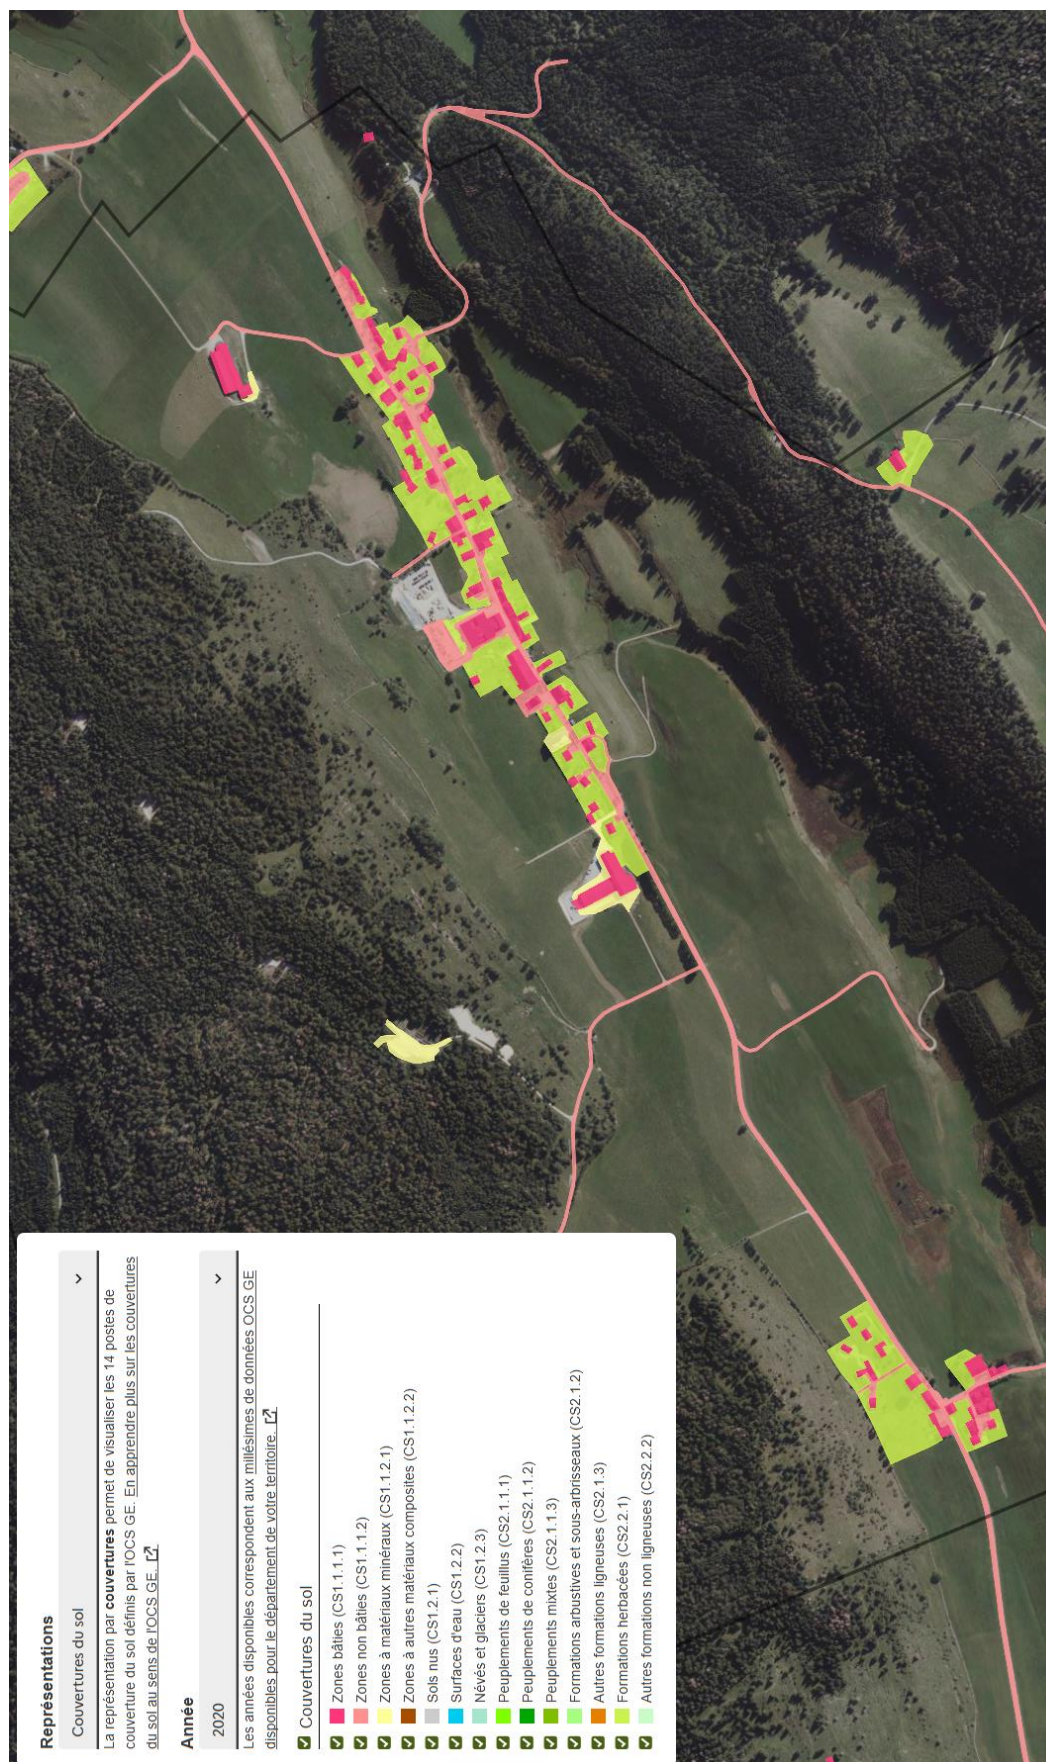 Représentations
Couvertures du sol
La représentation par couvertures permet de visualiser les 14 postes de
couverture du sol définis par l'OCS GE. En apprendre plus sur les couvertures
du sol au sens de l'OCS GE.
Année
2020
Les années disponibles correspondent aux millésimes de données OCS GE
disponibles pour le département de votre territoire.
Couvertures du sol
Zones bâties (CS1.1.1.1)
Zones non bâties (CS1.1.1.2)
Zones à matériaux minéraux (CS1.1.2.1)
Zones à autres matériaux composites (CS1.1.2.2)
Sols nus (CS1.2.1)
Surfaces d'eau (CS1.2.2)
Névés et glaciers (CS1.2.3)
Peuplements de feuillus (CS2.1.1.1)
Peuplements de conifères (CS2.1.1.2)
Peuplements mixtes (CS2.1.1.3)
Formations arbustives et sous-arbrisseaux (CS2.1.2)
Autres formations ligneuses (CS2.1.3)
Formations herbacées (CS2.2.1)
Autres formations non ligneuses (CS2.2.2)